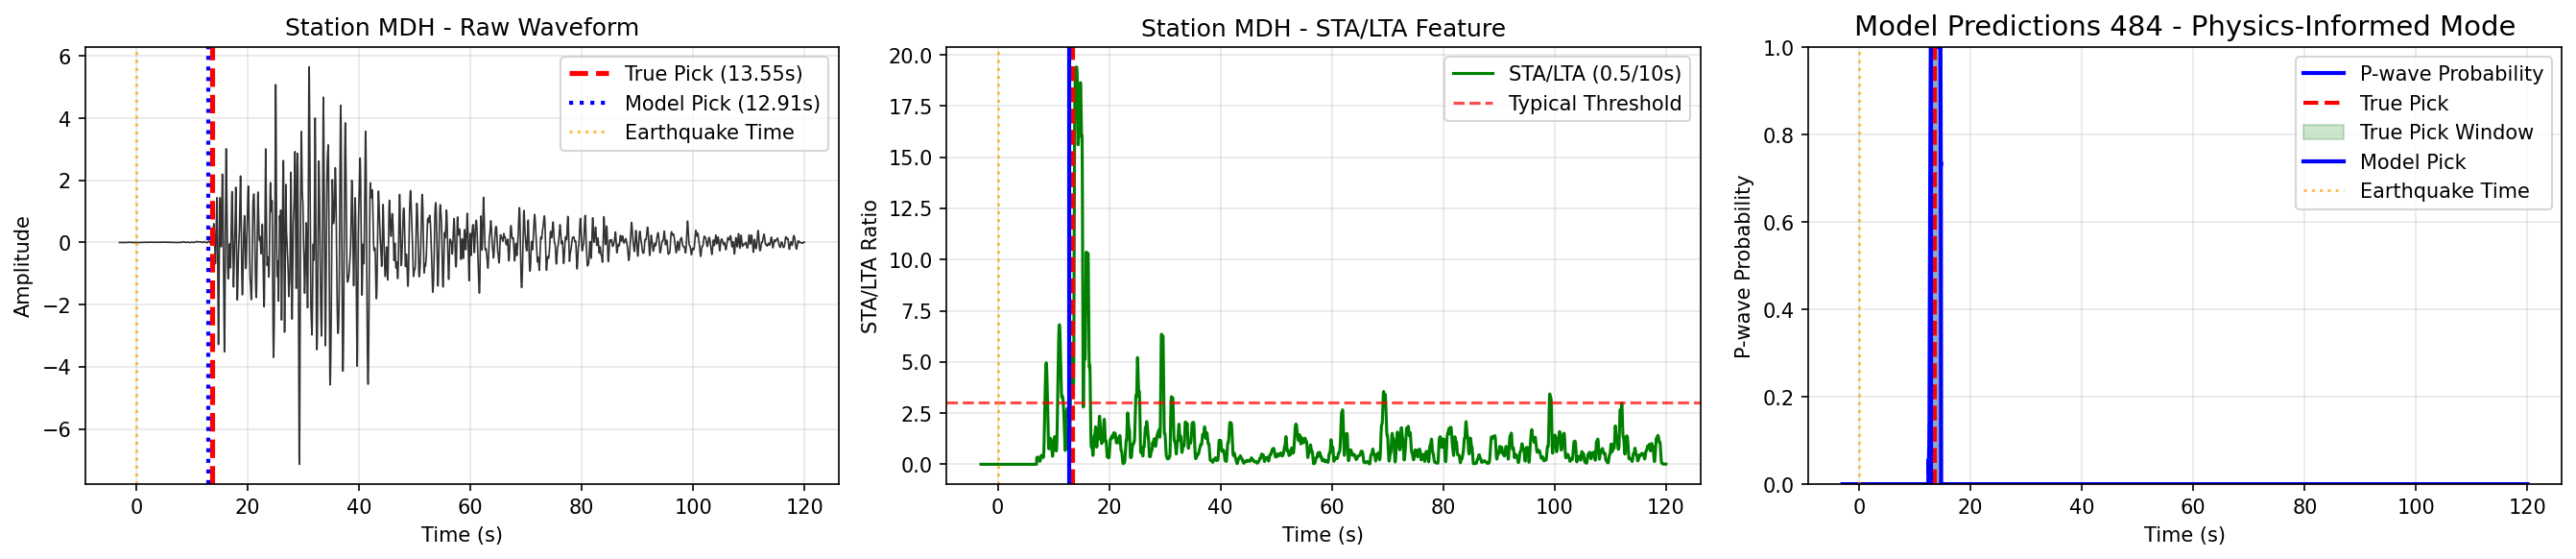 Station MDH - Raw Waveform
Amplitude
6
4
2
0
−2
−4
−6
True Pick (13.55s)
Model Pick (12.91s)
Earthquake Time
0 20 40 60 80 100 120
Time (s)
Station MDH - STA/LTA Feature
STA/LTA Ratio
20.0
17.5
15.0
12.5
10.0
7.5
5.0
2.5
0.0
STA/LTA (0.5/10s)
Typical Threshold
0 20 40 60 80 100 120
Time (s)
Model Predictions 484 - Physics-Informed Mode
P-wave Probability
1.0
0.8
0.6
0.4
0.2
0.0
P-wave Probability
True Pick
True Pick Window
Model Pick
Earthquake Time
0 20 40 60 80 100 120
Time (s)